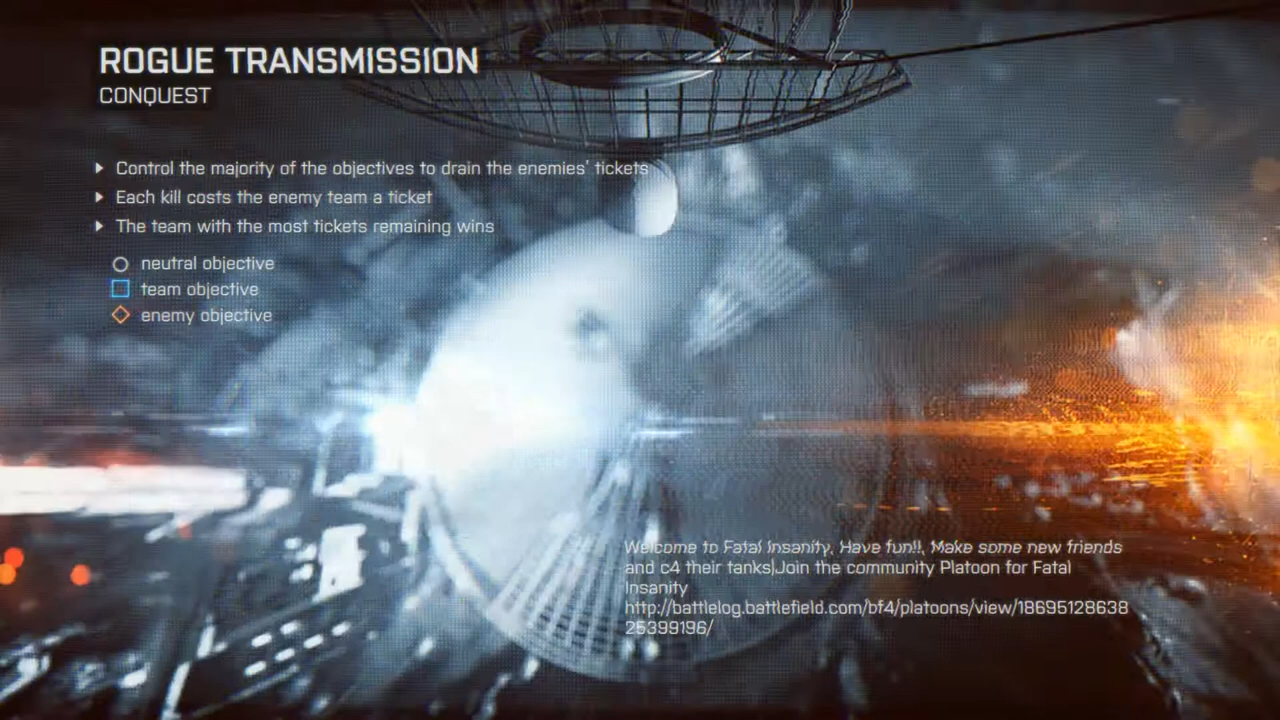 ROGUE TRANSMISSION
CONQUEST
Control the majority of the objectives to drain the enemies' tickets
Each kill costs the enemy team a ticket
The team with the most tickets remaining wins
neutral objective
team objective
enemy objective
Welcome to Fatal Insanity, Have fun!!, Make some new friends
and c4 their tanks)Join the community Platoon for Fatal
Insanity
http://battlelog.battlefield.com/bf4/platoons/view/18695128638
25399196/